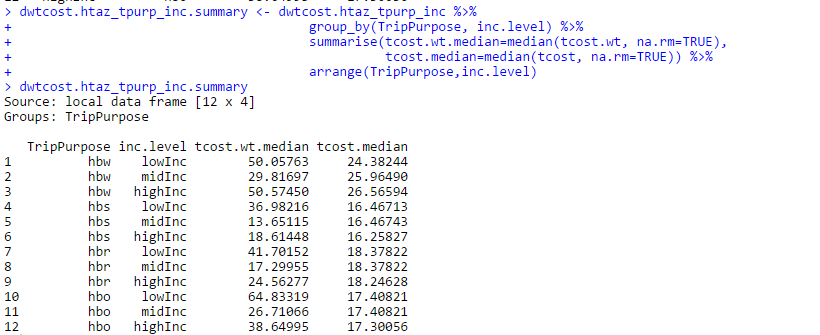 > dwtcost.htaz_tpurp_inc.summary <- dwtcost.htaz_tpurp_inc %>%
+ group_by(TripPurpose, inc.level) %>%
+ summarise(tcost.wt.median=median(tcost.wt, na.rm=TRUE),
+ tcost.median=median(tcost, na.rm=TRUE)) %>%
+ arrange(TripPurpose,inc.level)
> dwtcost.htaz_tpurp_inc.summary
Source: local data frame [12 x 4]
Groups: TripPurpose
TripPurpose inc.level tcost.wt.median tcost.median
1 hbw lowInc 50.05763 24.38244
2 hbw midInc 29.81697 25.96490
3 hbw highInc 50.57450 26.56594
4 hbs lowInc 36.98216 16.46713
5 hbs midInc 13.65115 16.46743
6 hbs highInc 18.61448 16.25827
7 hbr lowInc 41.70152 18.37822
8 hbr midInc 17.29955 18.37822
9 hbr highInc 24.56277 18.24628
10 hbo lowInc 64.83319 17.40821
11 hbo midInc 26.71066 17.40821
12 hbo highInc 38.64995 17.30056